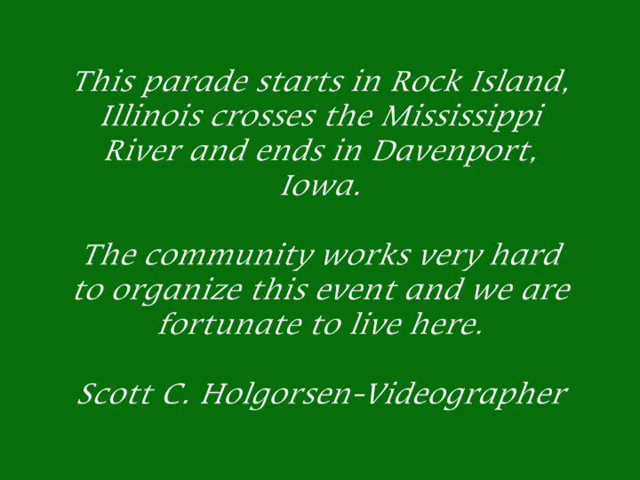 This parade starts in Rock Island,
Illinois crosses the Mississippi
River and ends in Davenport,
Iowa.
The community works very hard
to organize this event and we are
fortunate to live here.
Scott C. Holgorsen-Videographer